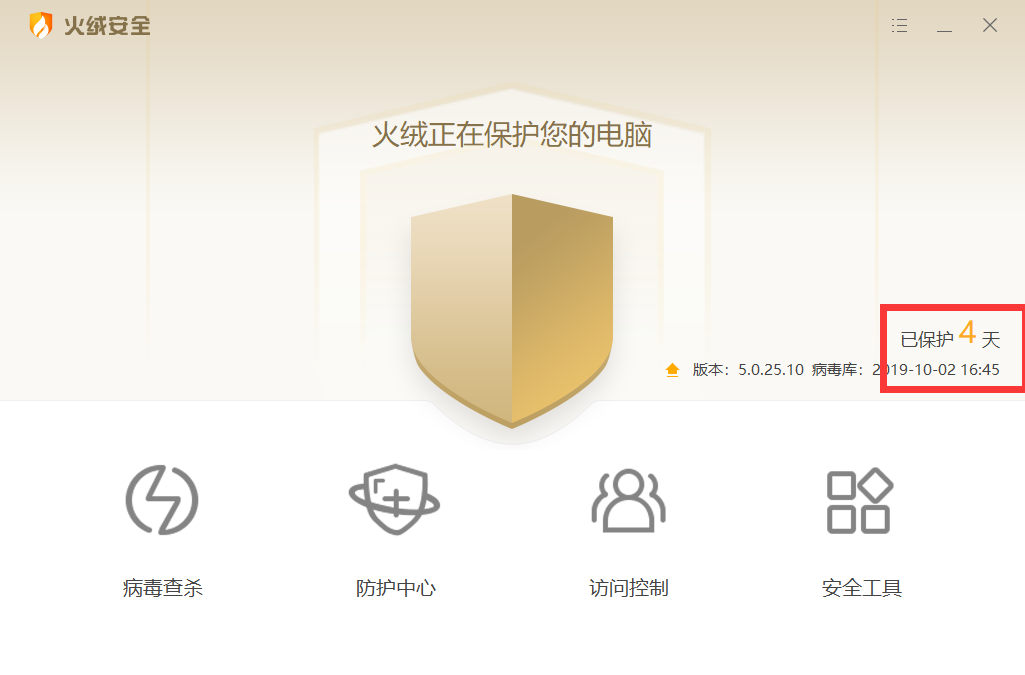 火绒安全
火绒正在保护您的电脑
已保护 4 天
版本：5.0.25.10 病毒库：2019-10-02 16:45
病毒查杀 防护中心 访问控制 安全工具